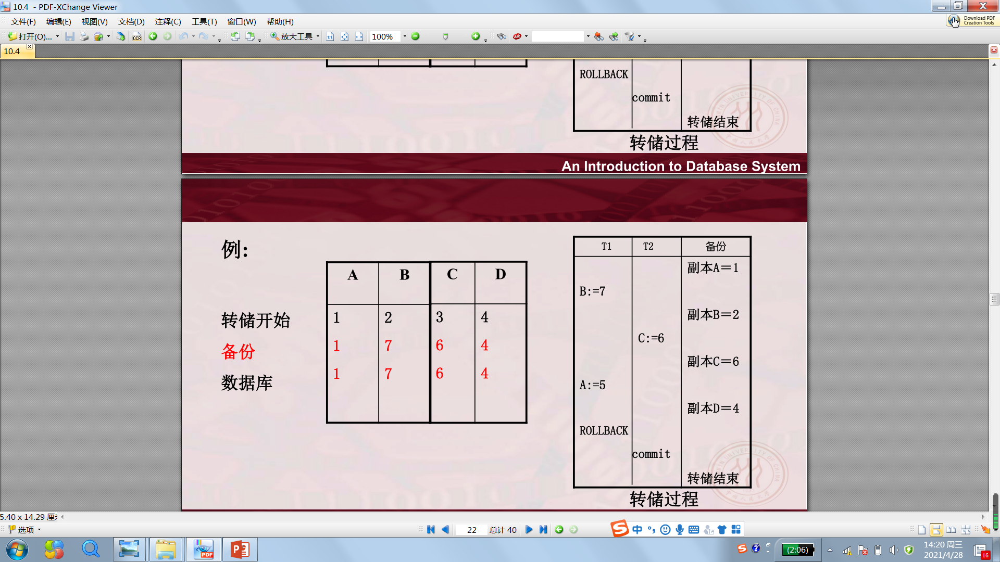 10.4 - PDF-XChange Viewer
文件(F) 编辑(E) 视图(V) 文档(D) 注释(C) 工具(T) 窗口(W) 帮助(H)
Download PDF
Creation Tools
打开(O)... OCR 放大工具 1:1 100%
10.4
ROLLBACK
commit
转储结束
转储过程
An Introduction to Database System
例:
A B C D
转储开始 1 2 3 4
备份 1 7 6 4
数据库 1 7 6 4
T1 T2 备份
副本A=1
B:=7
副本B=2
C:=6
副本C=6
A:=5
副本D=4
ROLLBACK
commit
转储结束
转储过程
5.40 x 14.29 厘米
选项 22 总计 40 中
(2:06)
14:20 周三
2021/4/28
16